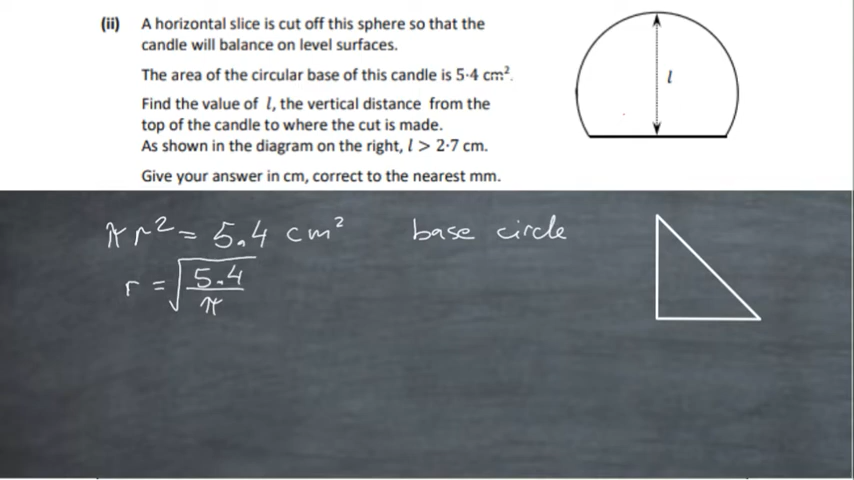 (ii) A horizontal slice is cut off this sphere so that the
candle will balance on level surfaces.
The area of the circular base of this candle is 5·4 cm².
Find the value of l, the vertical distance from the
top of the candle to where the cut is made.
As shown in the diagram on the right, l > 2·7 cm.
Give your answer in cm, correct to the nearest mm.
l
πr² = 5.4 cm² base circle
r = √(5.4/π)